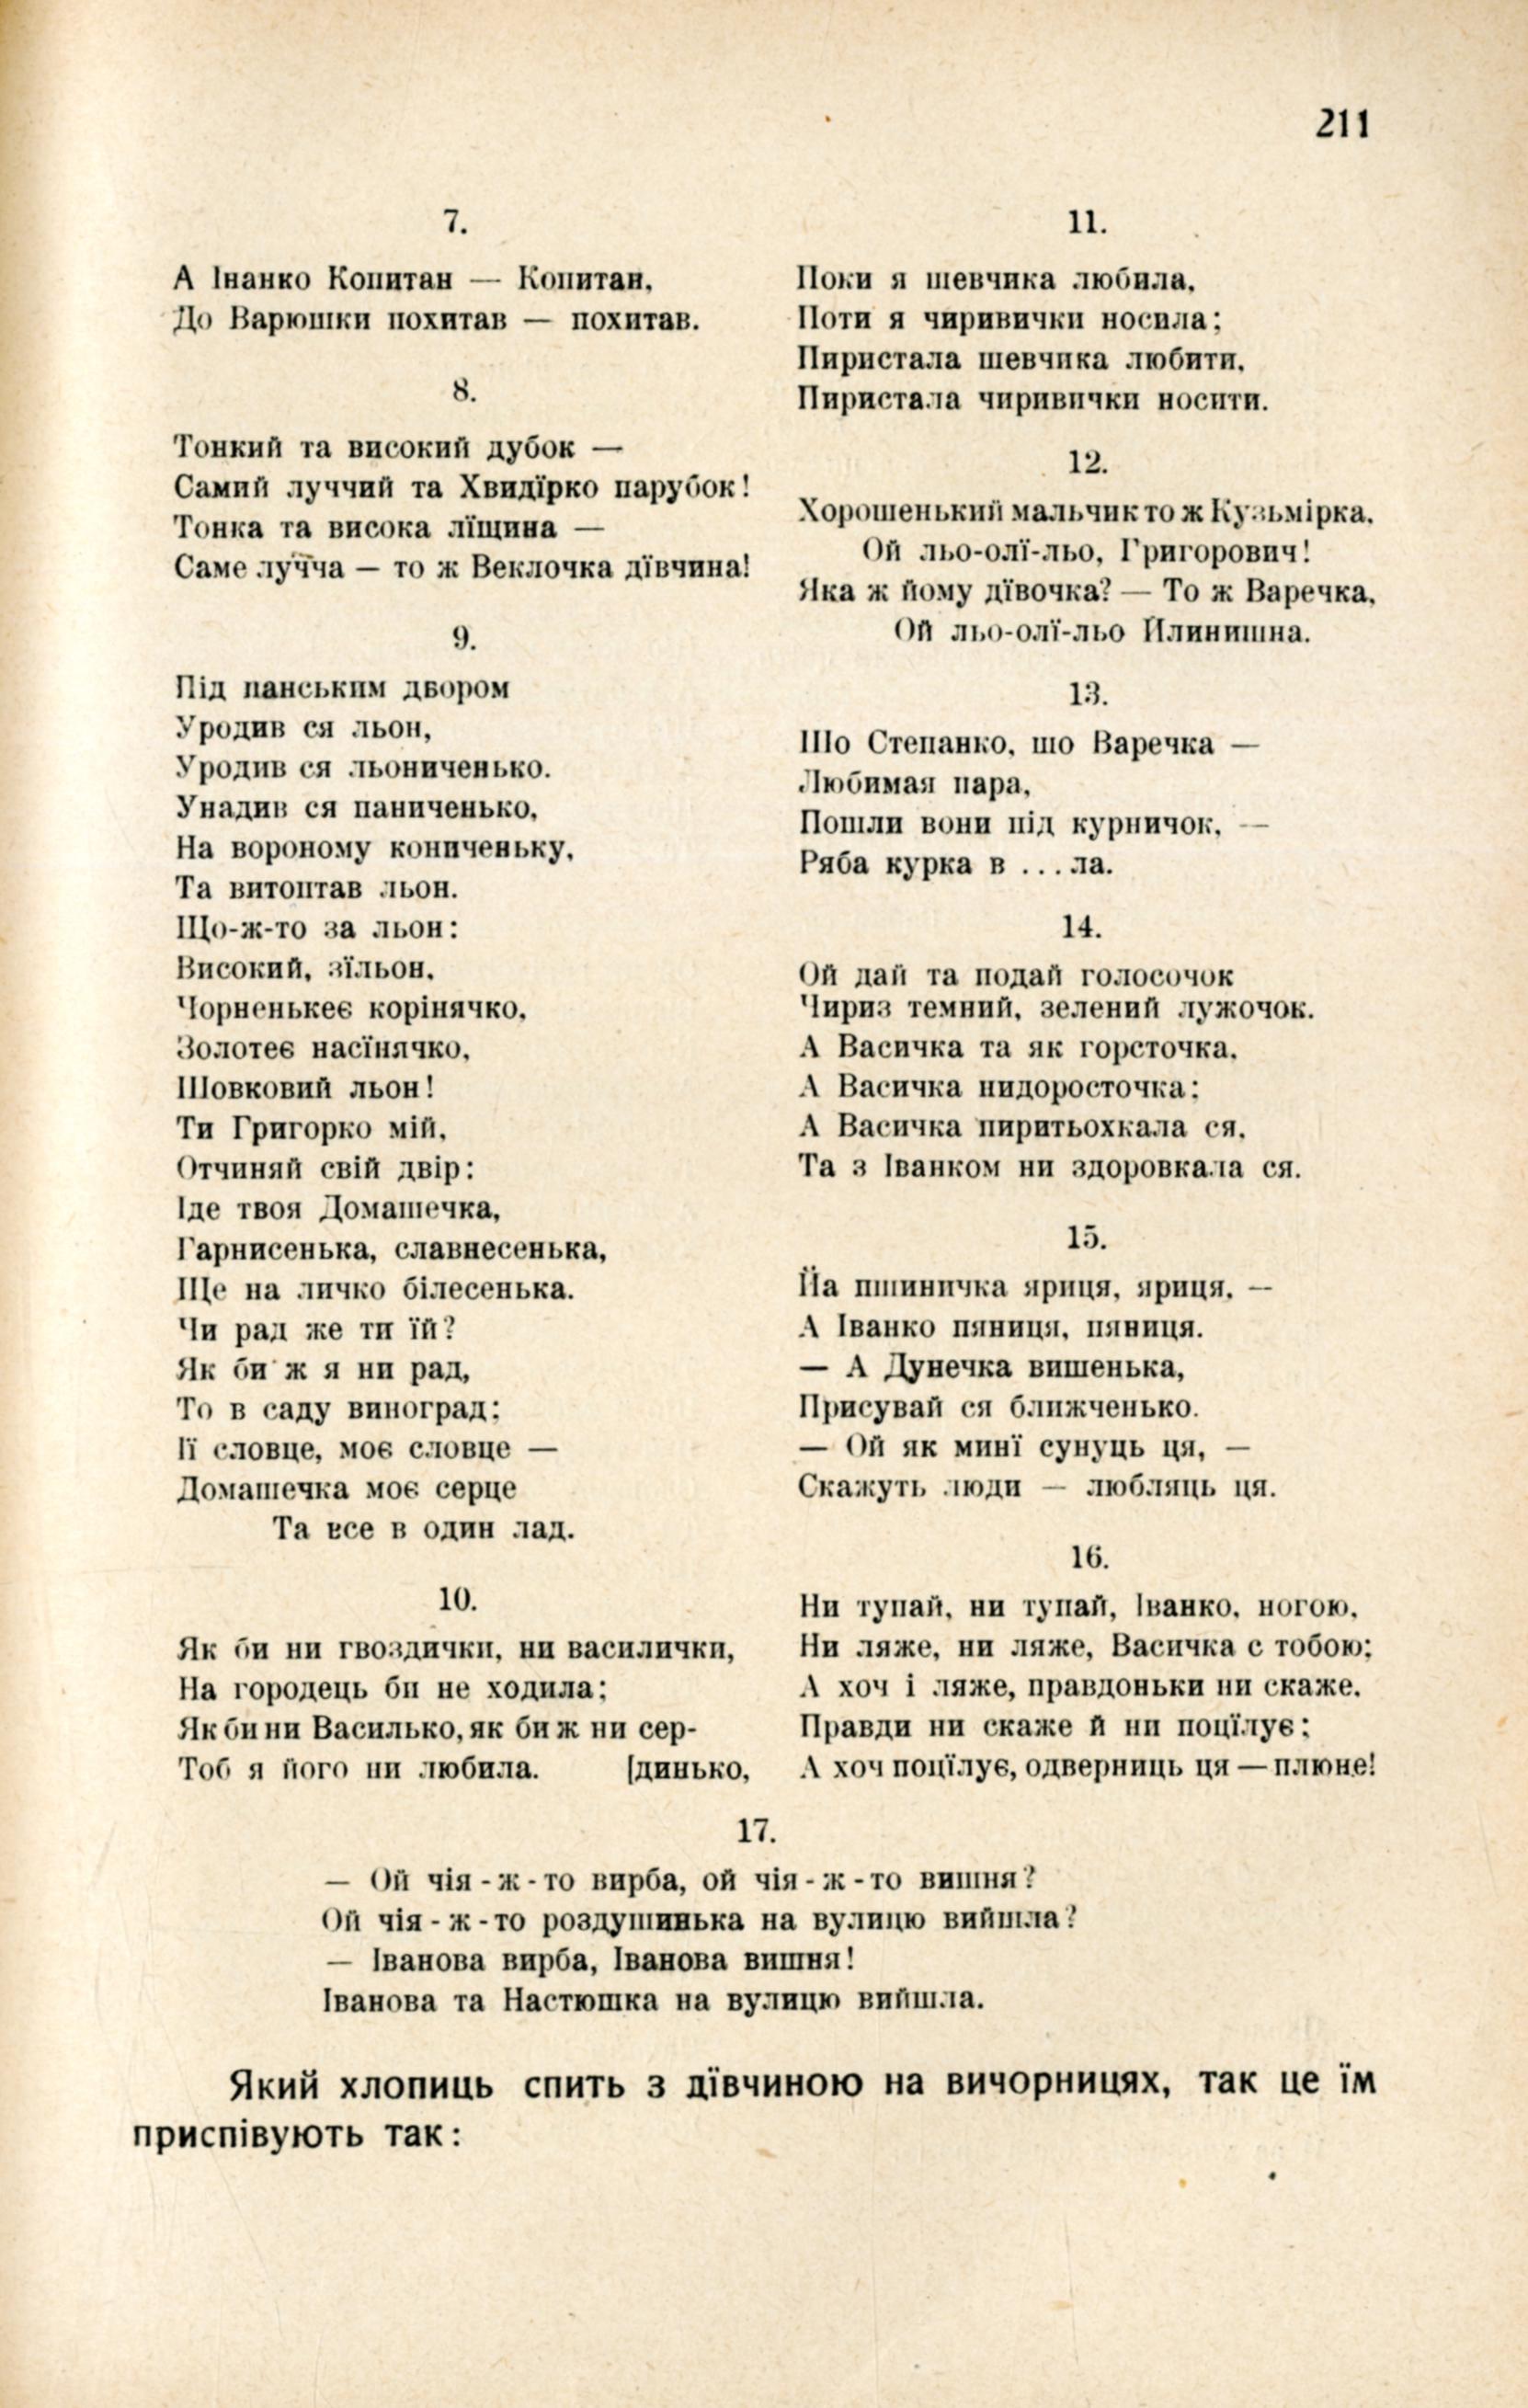 211
7.
А Інанко Копитан — Копитан,
До Варюшки похитав — похитав.
8.
Тонкий та високий дубок —
Самий луччий та Хвидїрко парубок!
Тонка та висока лїщина —
Саме лучча — то ж Веклочка дївчина!
9.
Під панським двором
Уродив ся льон,
Уродив ся льониченько.
Унадив ся паниченько,
На вороному кониченьку,
Та витоптав льон.
Що-ж-то за льон:
Високий, зїльон,
Чорненькеє корінячко,
Золотеє насїнячко,
Шовковий льон!
Ти Григорко мій,
Отчиняй свій двір:
Іде твоя Домашечка,
Гарнисенька, славнесенька,
Ще на личко білесенька.
Чи рад же ти їй?
Як би ж я ни рад,
То в саду виноград;
Її словце, моє словце —
Домашечка моє серце
Та все в один лад.
10.
Як би ни гвоздички, ни василички,
На городець би не ходила;
Як би ни Василько, як би ж ни сер-
Тоб я його ни любила. (динько,
11.
Поки я шевчика любила,
Поти я чиривички носила;
Пиристала шевчика любити,
Пиристала чиривички носити.
12.
Хорошенький мальчик то ж Кузьмірка,
Ой льо-олї-льо, Григорович!
Яка ж йому дївочка? — То ж Варечка,
Ой льо-олї-льо Илинишна.
13.
Шо Степанко, шо Варечка —
Любимая пара,
Пошли вони під курничок, —
Ряба курка в ... ла.
14.
Ой дай та подай голосочок
Чириз темний, зелений лужочок.
А Васичка та як горсточка,
А Васичка нидоросточка;
А Васичка пиритьохкала ся,
Та з Іванком ни здоровкала ся.
15.
Йа пшиничка яриця, яриця, —
А Іванко пяниця, пяниця.
— А Дунечка вишенька,
Присувай ся ближченько.
— Ой як минї сунуць ця, —
Скажуть люди — любляць ця.
16.
Ни тупай, ни тупай, Іванко, ногою,
Ни ляже, ни ляже, Васичка с тобою;
А хоч і ляже, правдоньки ни скаже.
Правди ни скаже й ни поцїлує;
А хоч поцїлує, одверниць ця — плюне!
17.
— Ой чія - ж - то вирба, ой чія - ж - то вишня?
Ой чія - ж - то роздушинька на вулицю вийшла?
— Іванова вирба, Іванова вишня!
Іванова та Настюшка на вулицю вийшла.
Який хлопиць спить з дївчиною на вичорницях, так це їм
приспівують так: